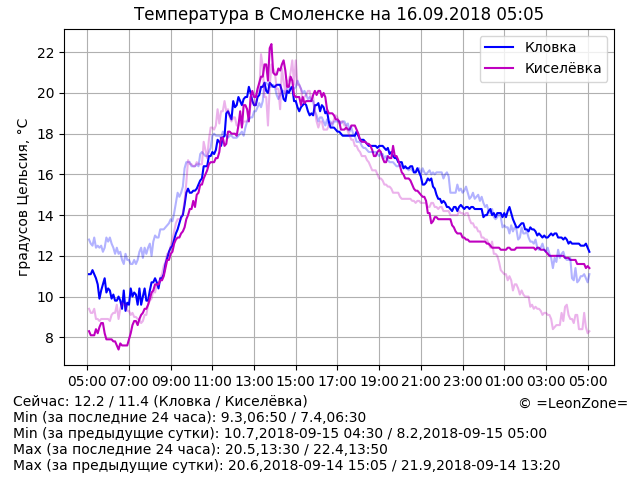 Температура в Смоленске на 16.09.2018 05:05
Кловка
Киселёвка
градусов Цельсия, °C
22
20
18
16
14
12
10
8
05:00 07:00 09:00 11:00 13:00 15:00 17:00 19:00 21:00 23:00 01:00 03:00 05:00
Сейчас: 12.2 / 11.4 (Кловка / Киселёвка)
© =LeonZone=
Min (за последние 24 часа): 9.3,06:50 / 7.4,06:30
Min (за предыдущие сутки): 10.7,2018-09-15 04:30 / 8.2,2018-09-15 05:00
Max (за последние 24 часа): 20.5,13:30 / 22.4,13:50
Max (за предыдущие сутки): 20.6,2018-09-14 15:05 / 21.9,2018-09-14 13:20